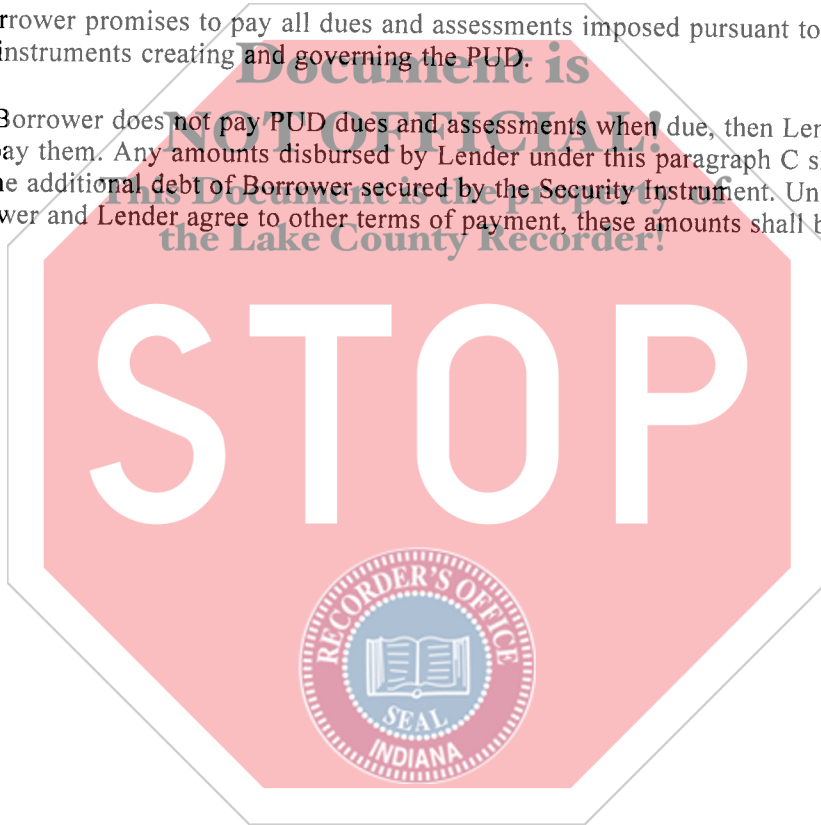 rrower promises to pay all dues and assessments imposed pursuant to
instruments creating and governing the PUD.
Document is
NOT OFFICIAL!
Borrower does not pay PUD dues and assessments when due, then Len
pay them. Any amounts disbursed by Lender under this paragraph C s
e additional debt of Borrower secured by the Security Instrument. Un
This Document is the property of
wer and Lender agree to other terms of payment, these amounts shall b
the Lake County Recorder!
STOP
RECORDER'S OFFICE
SEAL
INDIANA